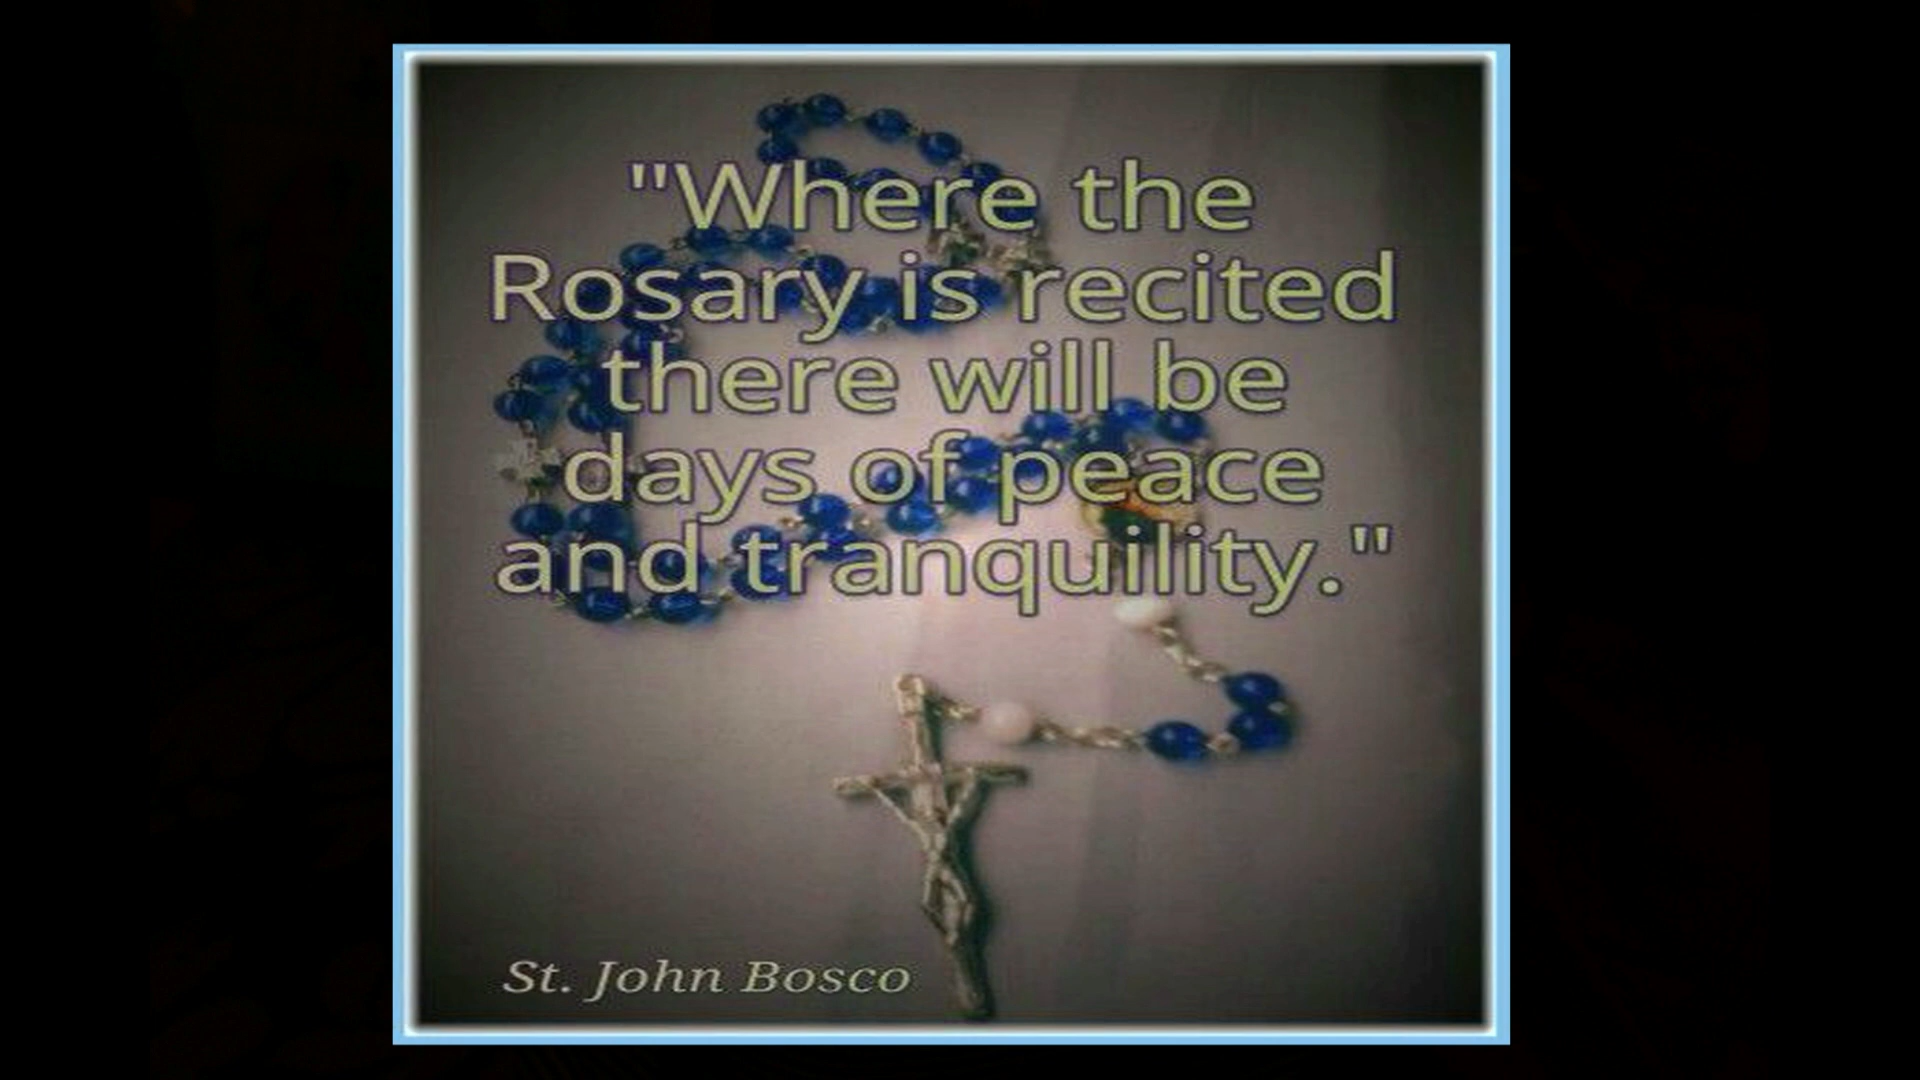 "Where the
Rosary is recited
there will be
days of peace
and tranquility."
St. John Bosco